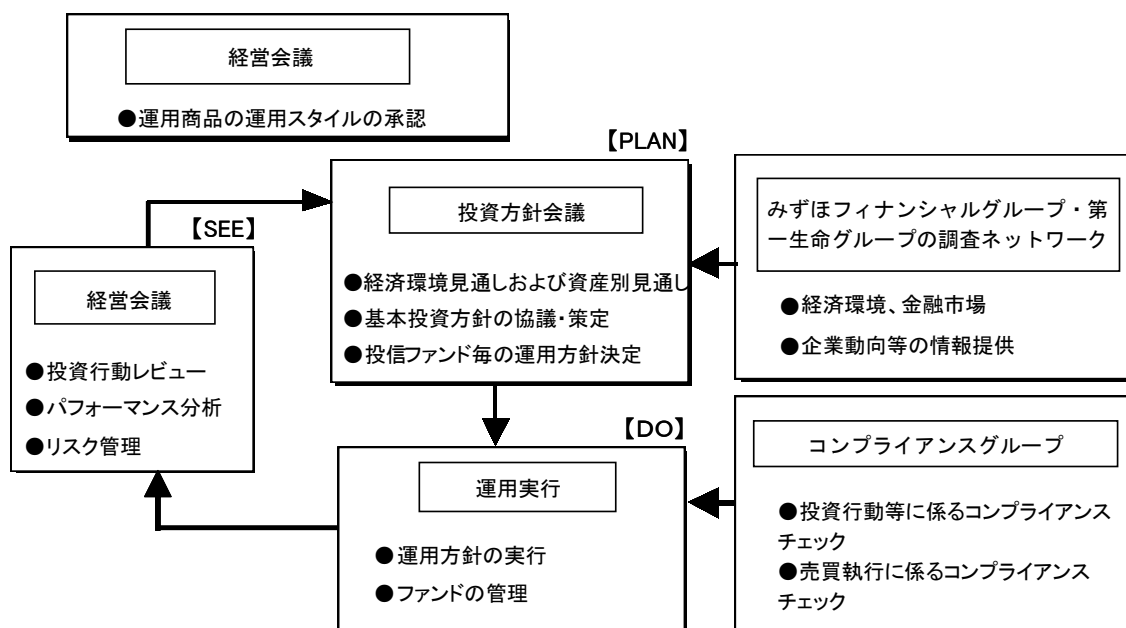 経営会議
●運用商品の運用スタイルの承認
【PLAN】
投資方針会議
●経済環境見通しおよび資産別見通し
●基本投資方針の協議・策定
●投信ファンド毎の運用方針決定
みずほフィナンシャルグループ・第
一生命グループの調査ネットワーク
●経済環境、金融市場
●企業動向等の情報提供
【SEE】
経営会議
●投資行動レビュー
●パフォーマンス分析
●リスク管理
【DO】
運用実行
●運用方針の実行
●ファンドの管理
コンプライアンスグループ
●投資行動等に係るコンプライアンス
チェック
●売買執行に係るコンプライアンス
チェック